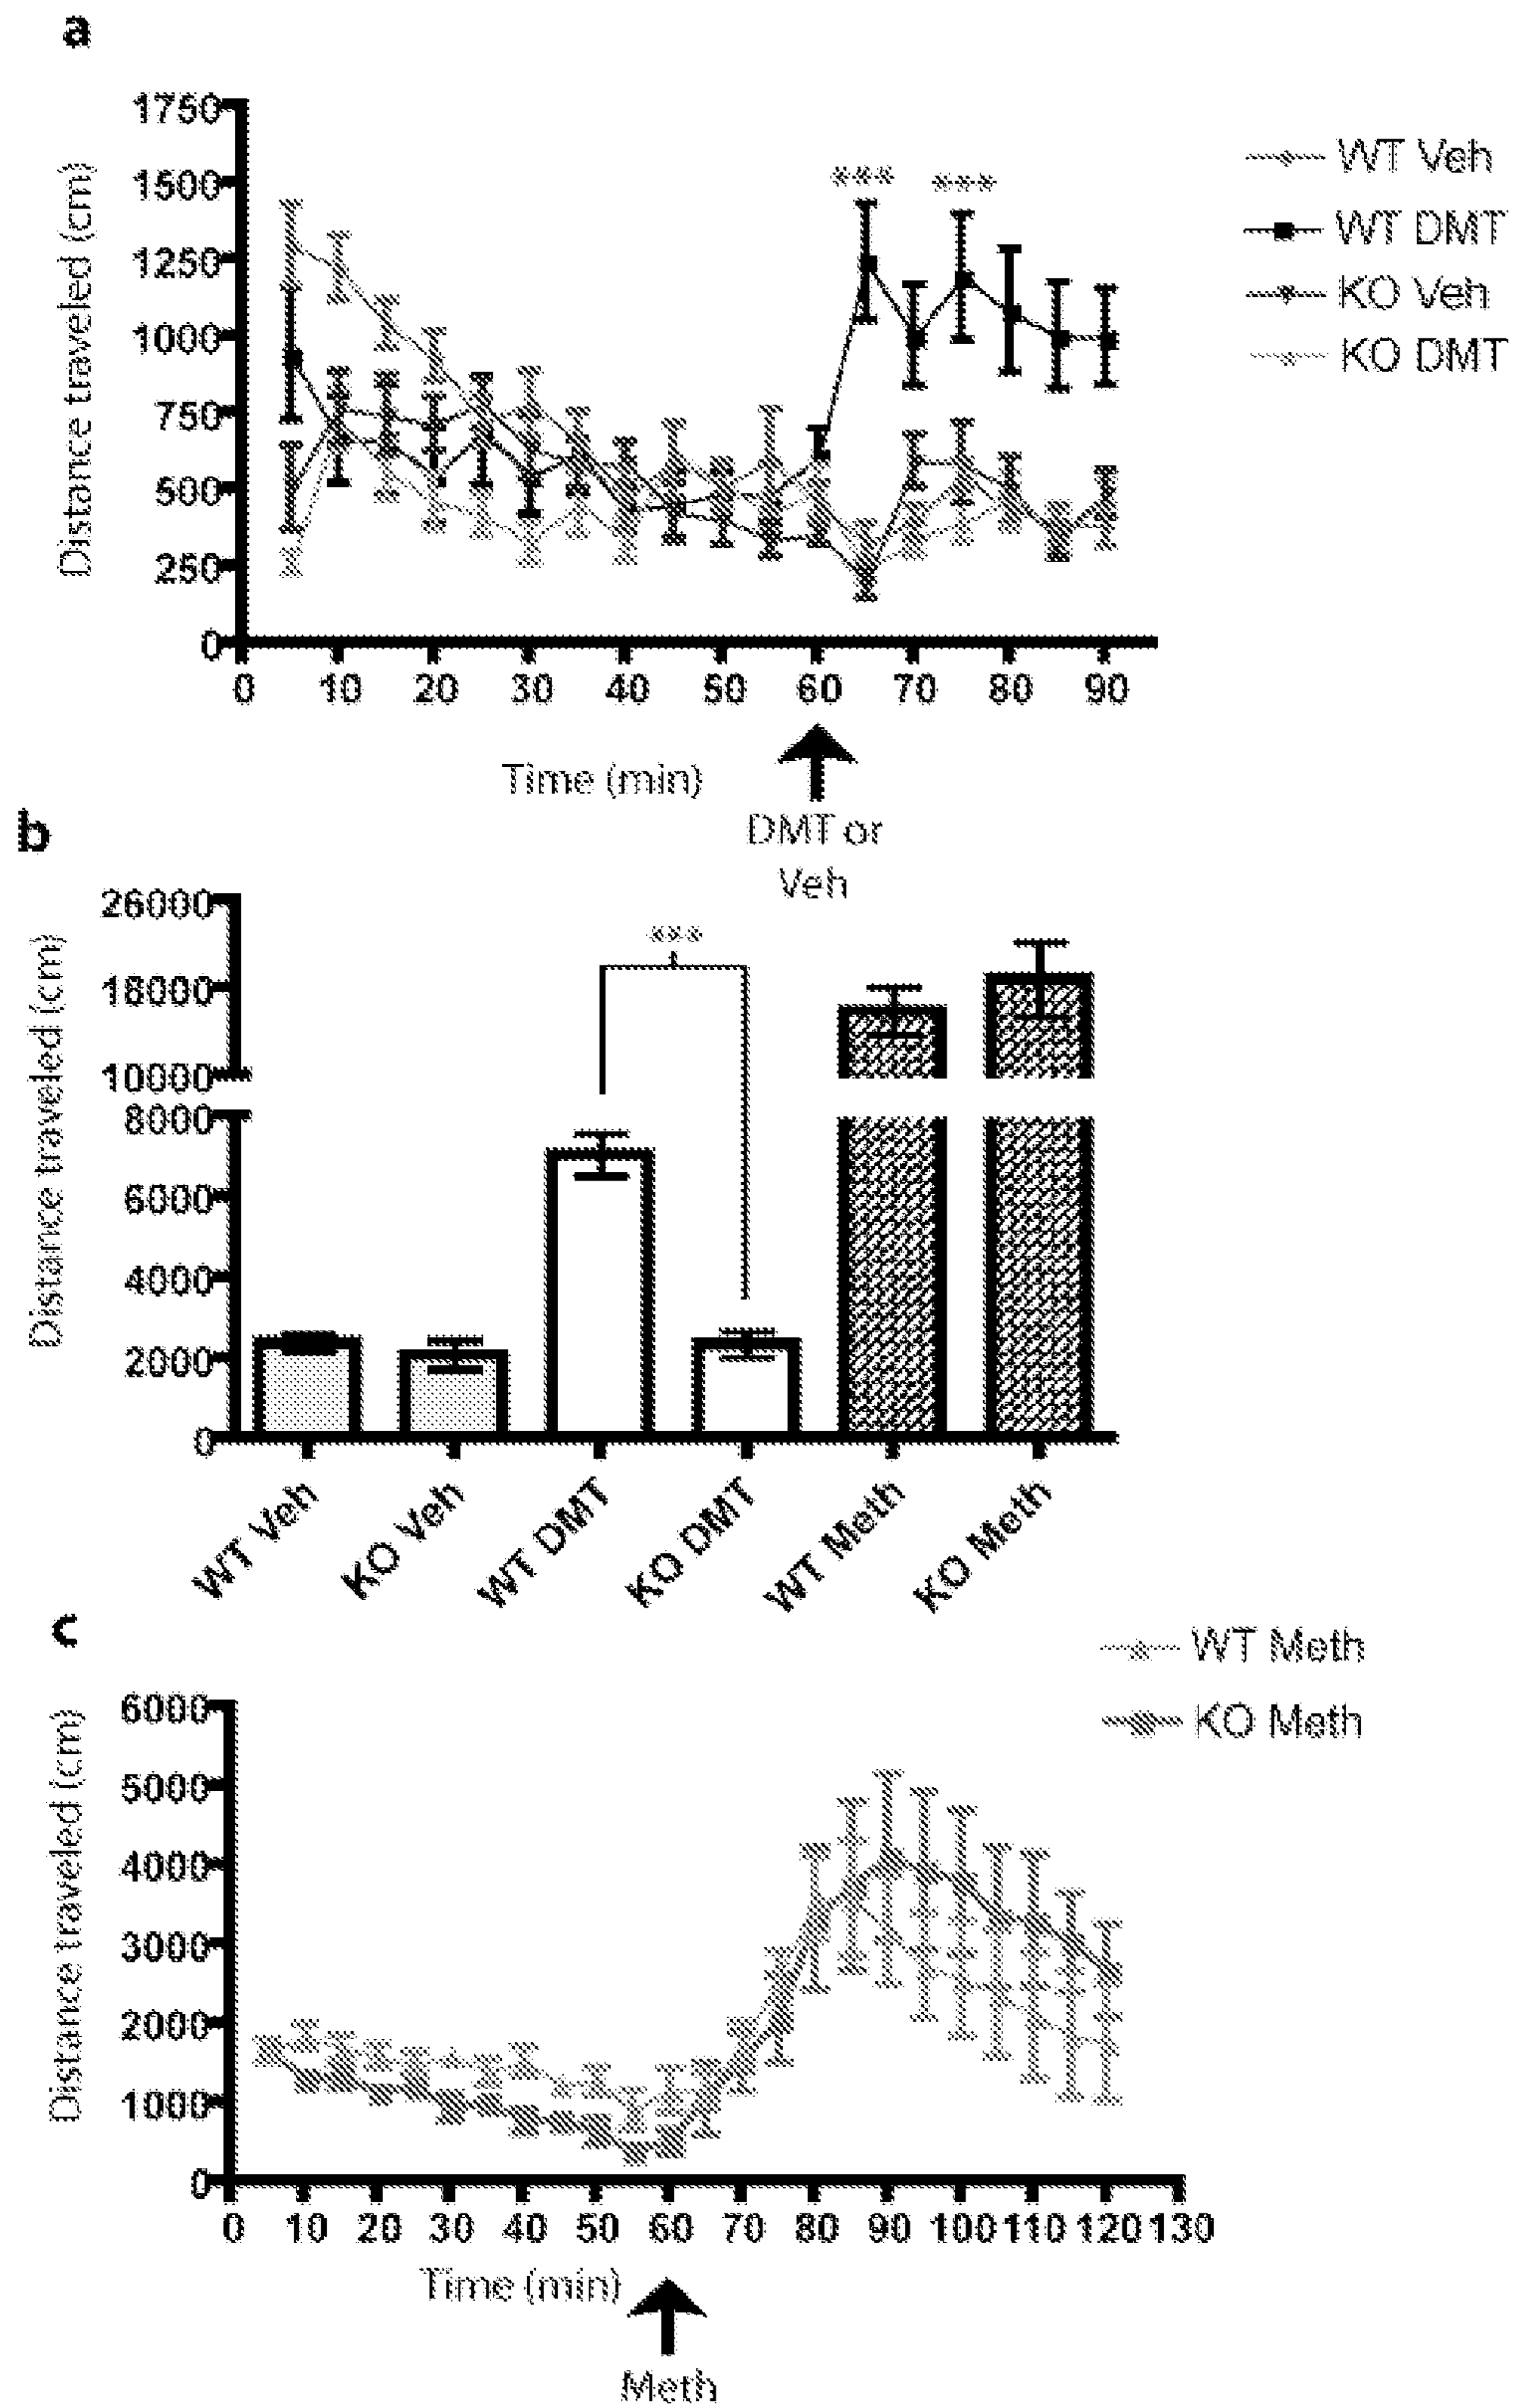 a
1750
1500
1250
1000
750
500
250
0
Distance traveled (cm)
*** ***
WT Veh
WT DMT
KO Veh
KO DMT
0 10 20 30 40 50 60 70 80 90
Time (min)
DMT or
Veh
b
26000
18000
10000
8000
6000
4000
2000
0
Distance traveled (cm)
***
WT Veh
KO Veh
WT DMT
KO DMT
WT Meth
KO Meth
c
WT Meth
KO Meth
6000
5000
4000
3000
2000
1000
0
Distance traveled (cm)
0 10 20 30 40 50 60 70 80 90 100 110 120 130
Time (min)
Meth